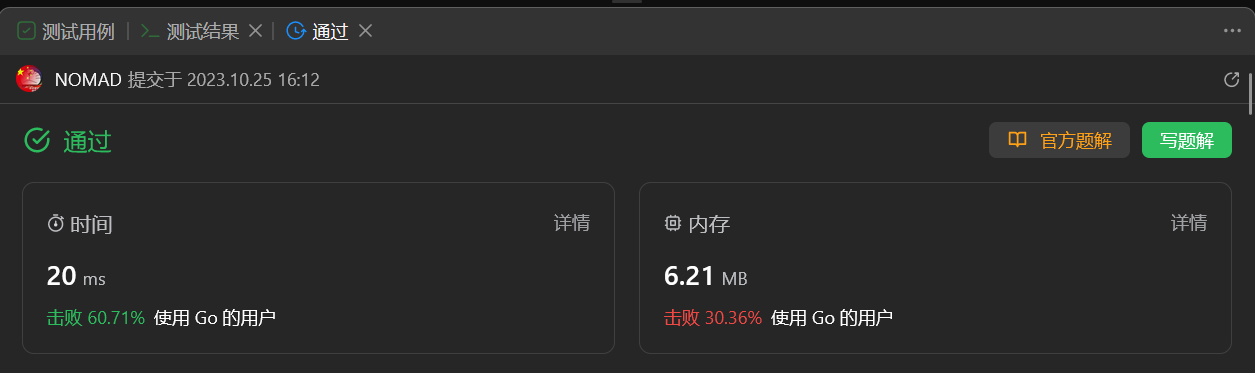 测试用例 测试结果 通过
NOMAD 提交于 2023.10.25 16:12
通过 官方题解 写题解
时间 详情
20 ms
击败 60.71% 使用 Go 的用户
内存 详情
6.21 MB
击败 30.36% 使用 Go 的用户